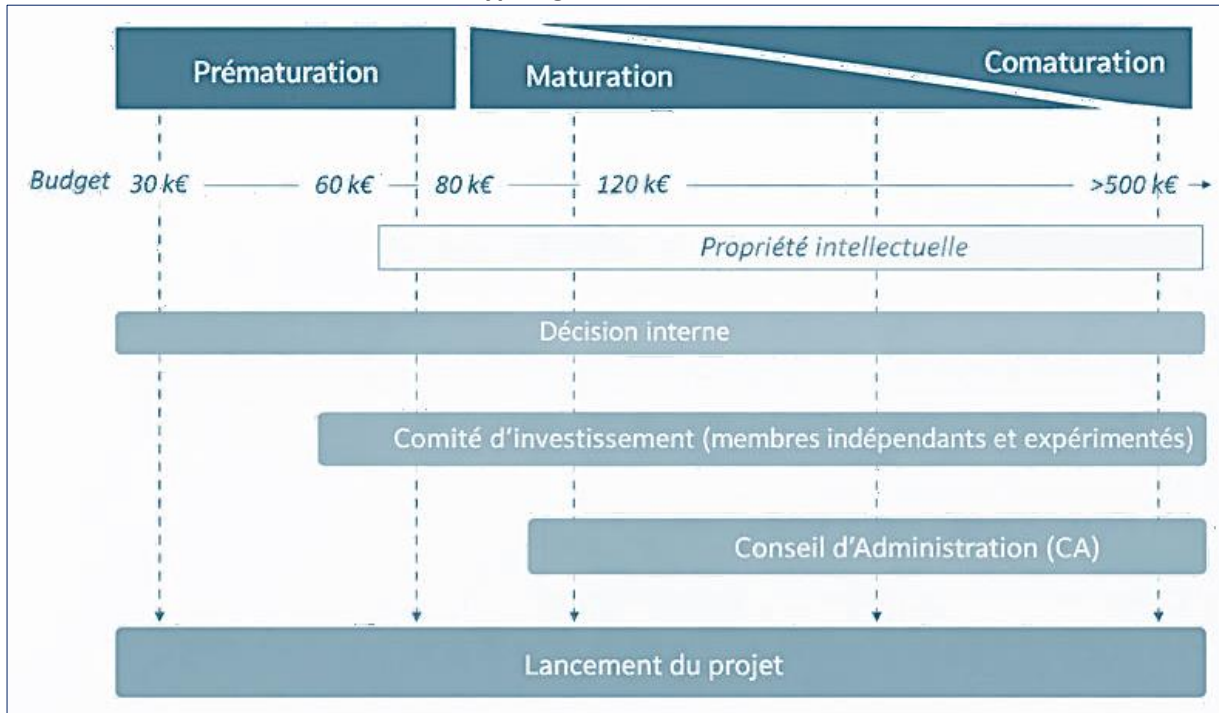 Prématuration
Maturation
Comaturation
Budget 30 k€ 60 k€ 80 k€ 120 k€ >500 k€
Propriété intellectuelle
Décision interne
Comité d'investissement (membres indépendants et expérimentés)
Conseil d'Administration (CA)
Lancement du projet